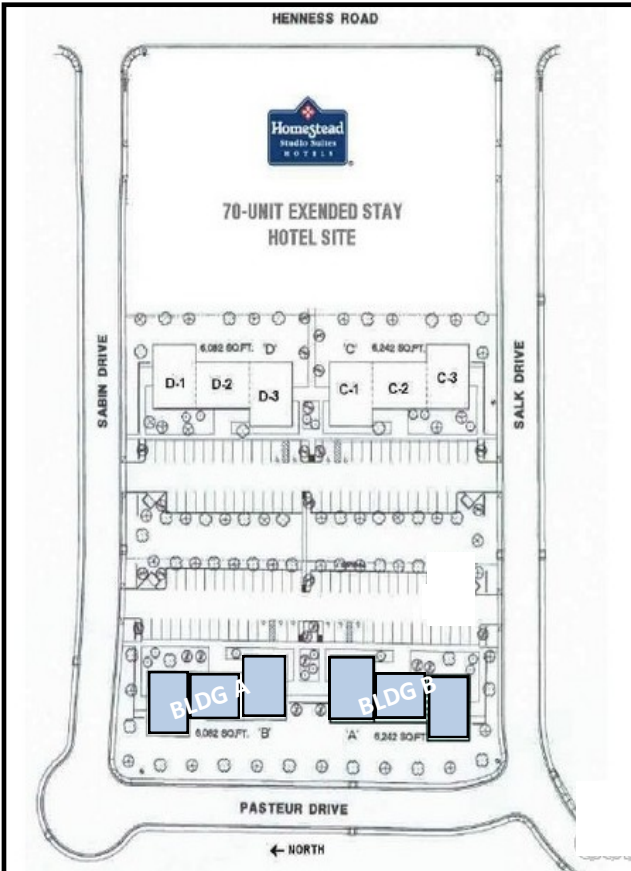 HENNESS ROAD
Homestead
Studio Suites
HOTELS
70-UNIT EXENDED STAY
HOTEL SITE
SABIN DRIVE
SALK DRIVE
6,082 SQ.FT. 'D'
'C' 6,242 SQ.FT.
D-1
D-2
D-3
C-1
C-2
C-3
BLDG A
BLDG B
6,082 SQ.FT. 'B'
'A' 6,242 SQ.FT.
PASTEUR DRIVE
← NORTH